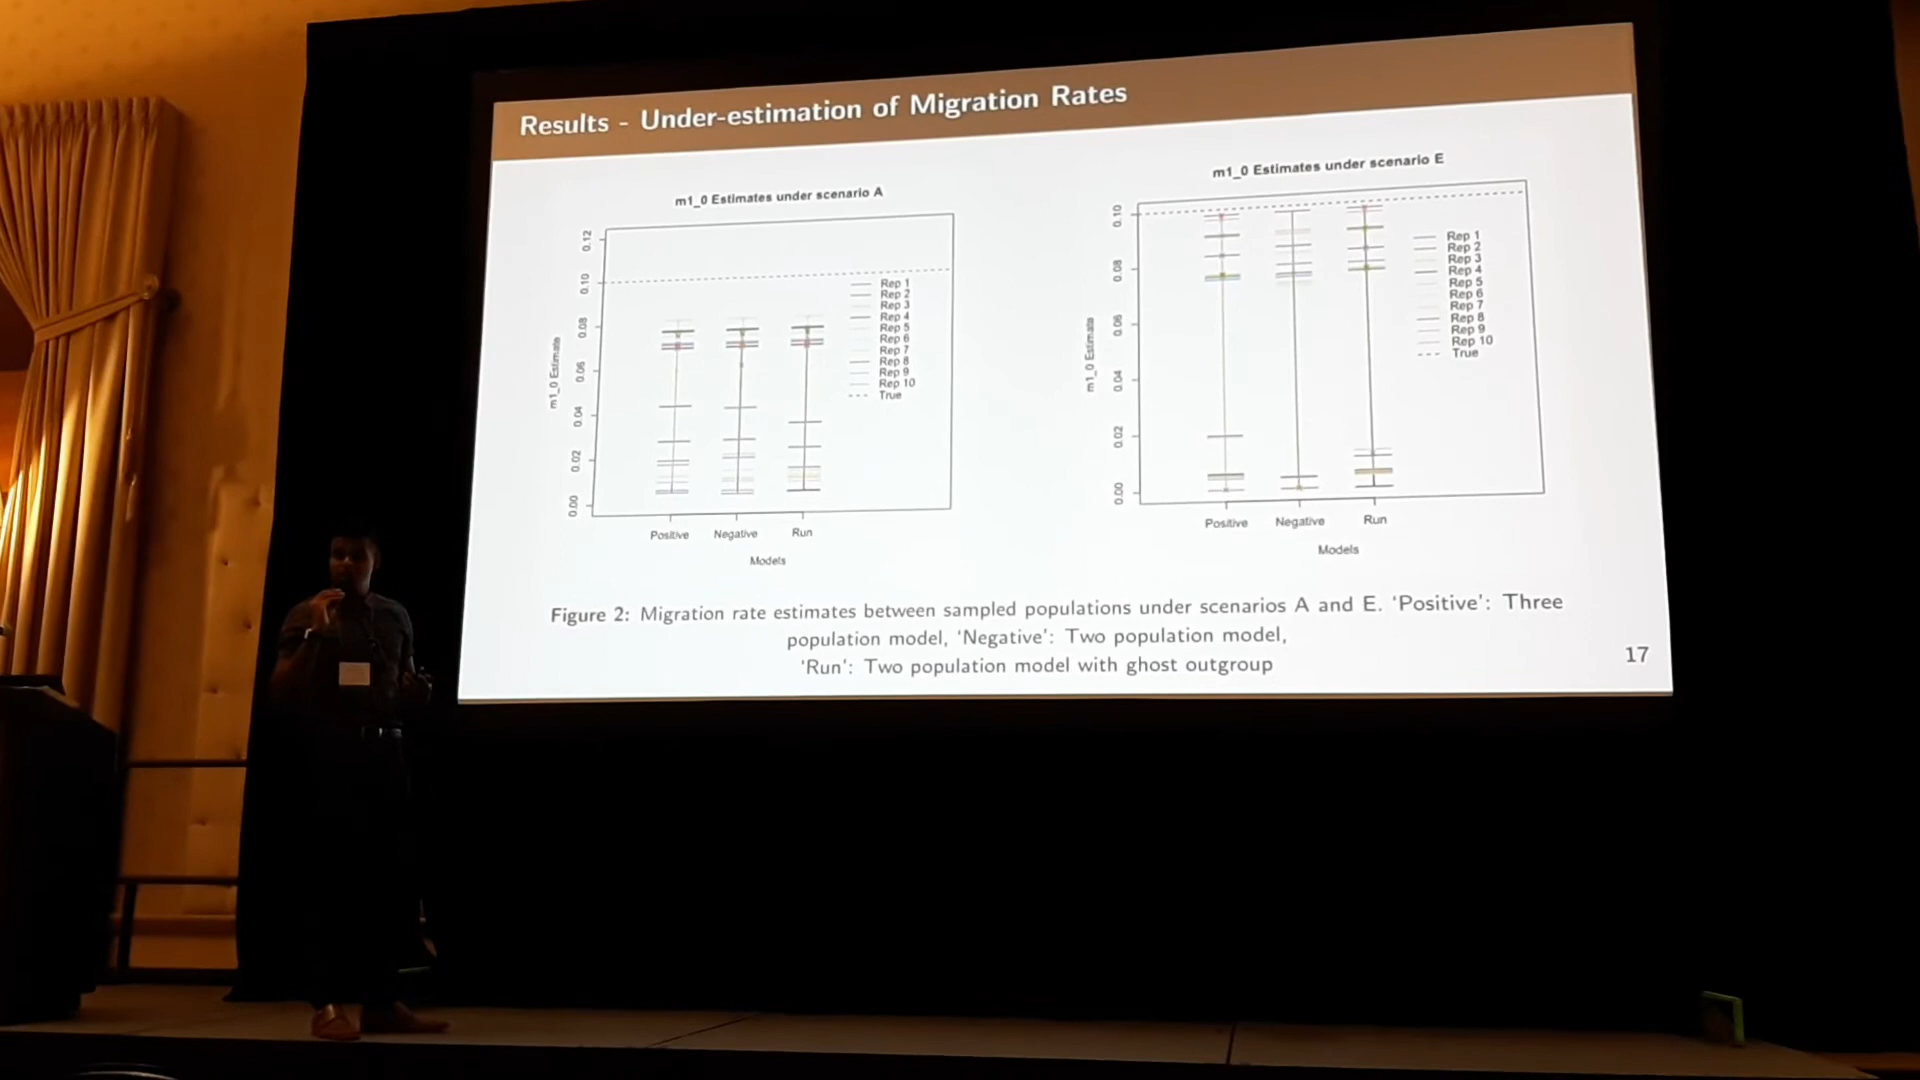 Results - Under-estimation of Migration Rates
m1_0 Estimates under scenario A
m1_0 Estimate
0.12
0.10
0.08
0.06
0.04
0.02
0.00
Rep 1
Rep 2
Rep 3
Rep 4
Rep 5
Rep 6
Rep 7
Rep 8
Rep 9
Rep 10
True
Positive Negative Run
Models
m1_0 Estimates under scenario E
m1_0 Estimate
0.10
0.08
0.06
0.04
0.02
0.00
Rep 1
Rep 2
Rep 3
Rep 4
Rep 5
Rep 6
Rep 7
Rep 8
Rep 9
Rep 10
True
Positive Negative Run
Models
Figure 2: Migration rate estimates between sampled populations under scenarios A and E. ‘Positive’: Three
population model, ‘Negative’: Two population model,
‘Run’: Two population model with ghost outgroup
17